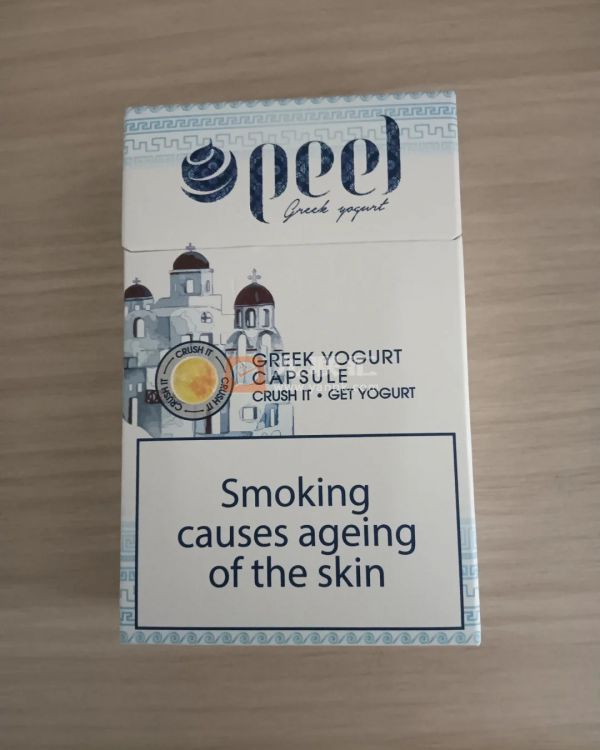 peel
Greek yogurt
CRUSH IT
CRUSH IT
CRUSH IT
GREEK YOGURT
CAPSULE
CRUSH IT • GET YOGURT
Smoking
causes ageing
of the skin